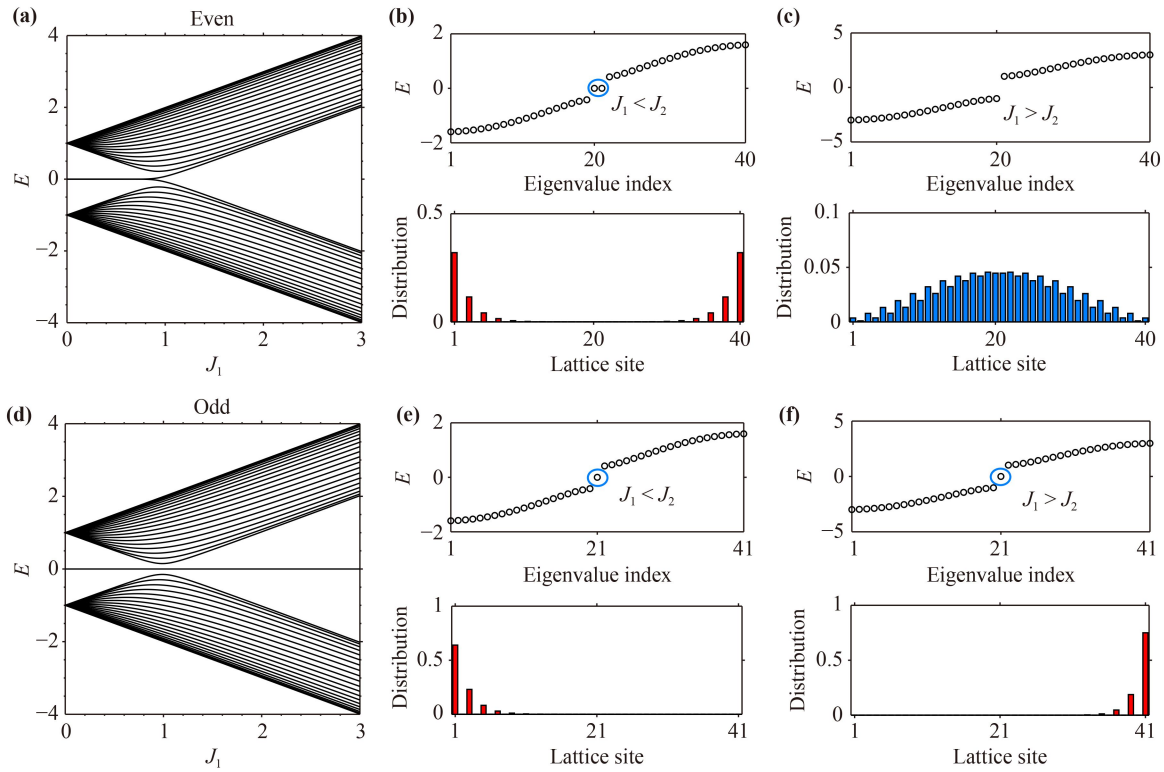 (a)
Even
4
2
0
−2
−4
E
0
1
2
3
J1
(b)
2
0
−2
E
J1 < J2
1
20
40
Eigenvalue index
0.5
0
Distribution
1
20
40
Lattice site
(c)
5
0
−5
E
J1 > J2
1
20
40
Eigenvalue index
0.1
0.05
0
Distribution
1
20
40
Lattice site
(d)
Odd
4
2
0
−2
−4
E
0
1
2
3
J1
(e)
2
0
−2
E
J1 < J2
1
21
41
Eigenvalue index
1
0.5
0
Distribution
1
21
41
Lattice site
(f)
5
0
−5
E
J1 > J2
1
21
41
Eigenvalue index
1
0.5
0
Distribution
1
21
41
Lattice site